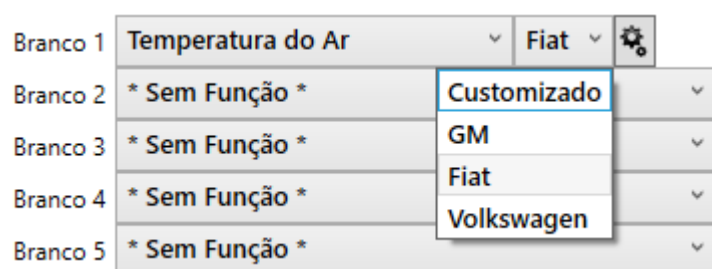 Branco 1 Temperatura do Ar Fiat
Branco 2 * Sem Função * Customizado
Branco 3 * Sem Função * GM
Fiat
Branco 4 * Sem Função *
Volkswagen
Branco 5 * Sem Função *